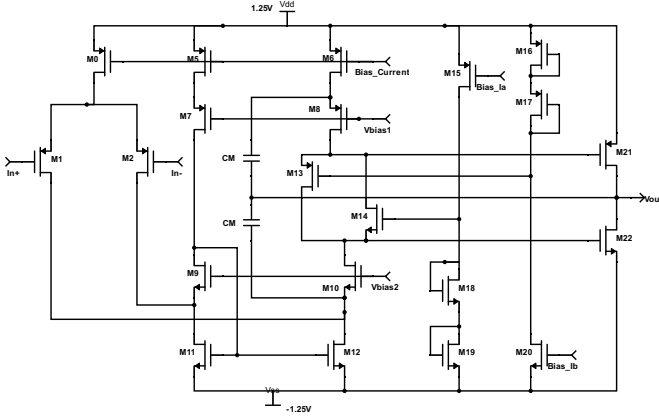 1.25V Vdd
M0
M5
M6
Bias_Current
M15
Bias_Ia
M16
M17
M7
M8
Vbias1
M1
In+
M2
In-
CM
M13
M21
CM
M14
Vou
M22
M9
M10
Vbias2
M18
M11
M12
M19
M20
Bias_Ib
-1.25V